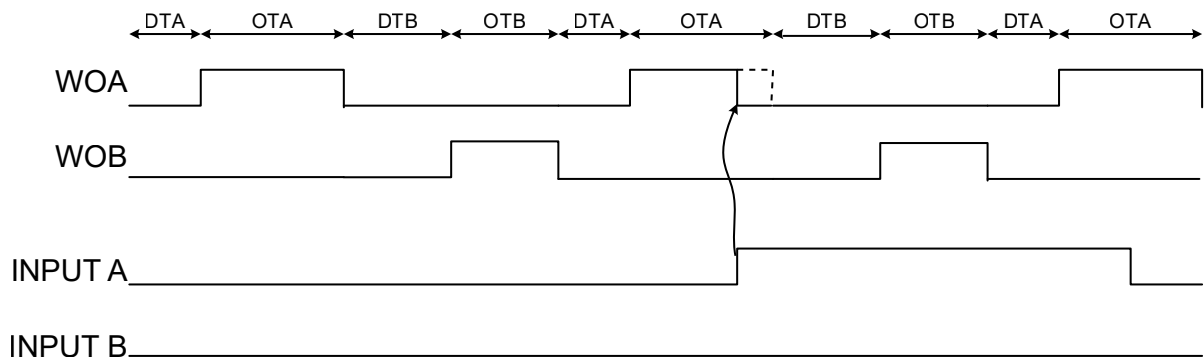 DTA OTA DTB OTB DTA OTA DTB OTB DTA OTA
WOA
WOB
INPUT A
INPUT B